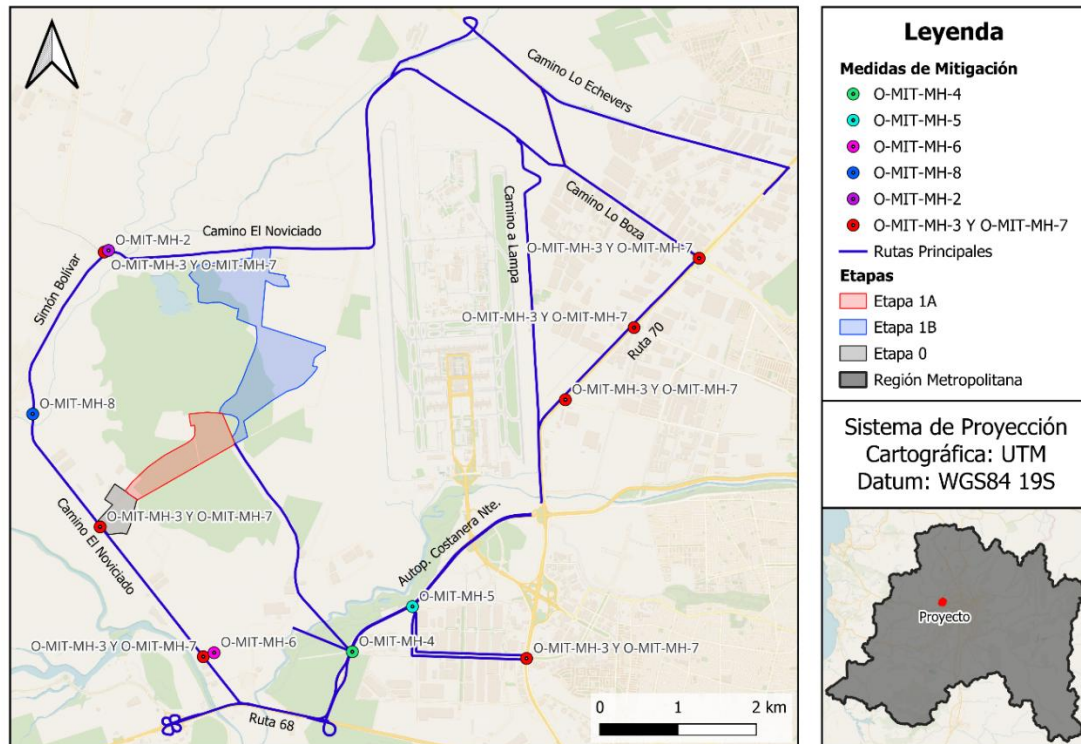 Camino Lo Echevers
Camino Lo Boza
Camino a Lampa
Camino El Noviciado
O-MIT-MH-2
O-MIT-MH-3 Y O-MIT-MH-7
O-MIT-MH-3 Y O-MIT-MH-7
Simón Bolívar
O-MIT-MH-3 Y O-MIT-MH-7
Ruta 70
O-MIT-MH-3 Y O-MIT-MH-7
O-MIT-MH-8
O-MIT-MH-3 Y O-MIT-MH-7
Camino El Noviciado
Autop. Costanera Nte.
O-MIT-MH-5
O-MIT-MH-3 Y O-MIT-MH-7
O-MIT-MH-6
O-MIT-MH-4
O-MIT-MH-3 Y O-MIT-MH-7
Ruta 68
0 1 2 km
Leyenda
Medidas de Mitigación
O-MIT-MH-4
O-MIT-MH-5
O-MIT-MH-6
O-MIT-MH-8
O-MIT-MH-2
O-MIT-MH-3 Y O-MIT-MH-7
Rutas Principales
Etapas
Etapa 1A
Etapa 1B
Etapa 0
Región Metropolitana
Sistema de Proyección
Cartográfica: UTM
Datum: WGS84 19S
Proyecto